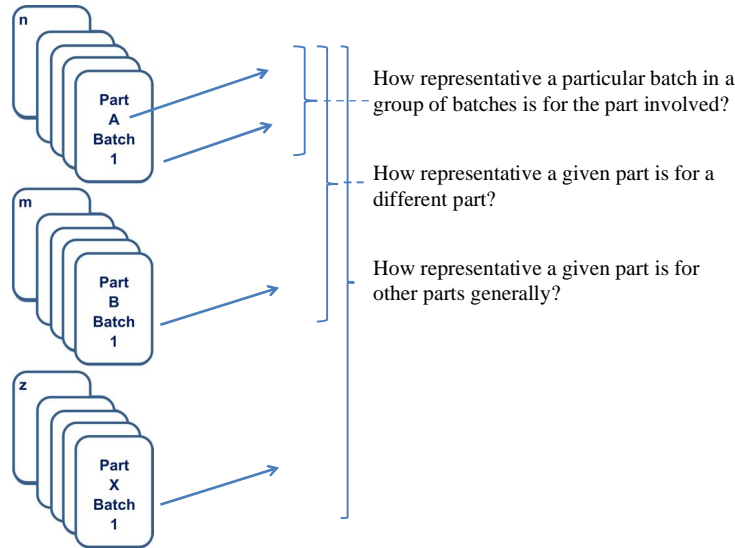 n
Part
A
Batch
1
How representative a particular batch in a
group of batches is for the part involved?
How representative a given part is for a
different part?
m
Part
B
Batch
1
How representative a given part is for
other parts generally?
z
Part
X
Batch
1